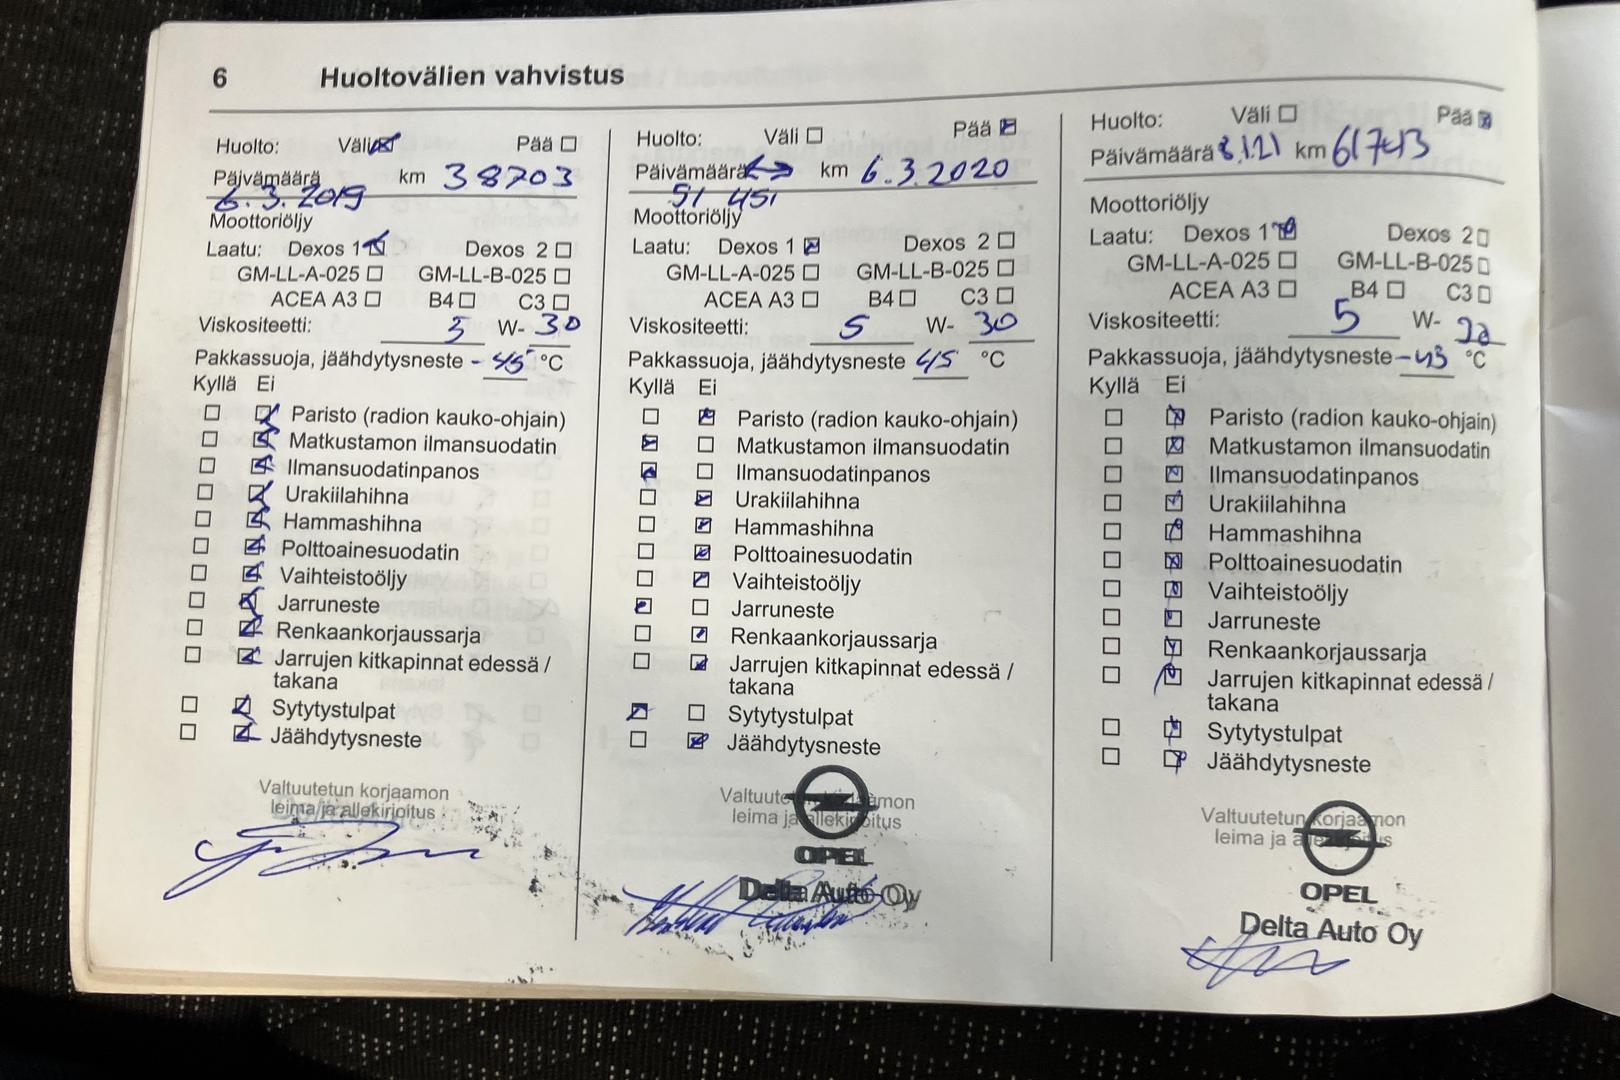 6 Huoltovälien vahvistus
Huolto: Väli Pää
Päivämäärä km 38703
6.3.2019
Moottoriöljy
Laatu: Dexos 1 Dexos 2
GM-LL-A-025 GM-LL-B-025
ACEA A3 B4 C3
Viskositeetti: 5 W- 30
Pakkassuoja, jäähdytysneste -45 °C
Kyllä Ei
Paristo (radion kauko-ohjain)
Matkustamon ilmansuodatin
Ilmansuodatinpanos
Urakiilahihna
Hammashihna
Polttoainesuodatin
Vaihteistoöljy
Jarruneste
Renkaankorjaussarja
Jarrujen kitkapinnat edessä /
takana
Sytytystulpat
Jäähdytysneste
Valtuutetun korjaamon
leima ja allekirjoitus
Huolto: Väli Pää
Päivämäärä km 6.3.2020
51 451
Moottoriöljy
Laatu: Dexos 1 Dexos 2
GM-LL-A-025 GM-LL-B-025
ACEA A3 B4 C3
Viskositeetti: 5 W- 30
Pakkassuoja, jäähdytysneste 45 °C
Kyllä Ei
Paristo (radion kauko-ohjain)
Matkustamon ilmansuodatin
Ilmansuodatinpanos
Urakiilahihna
Hammashihna
Polttoainesuodatin
Vaihteistoöljy
Jarruneste
Renkaankorjaussarja
Jarrujen kitkapinnat edessä /
takana
Sytytystulpat
Jäähdytysneste
Valtuutetun korjaamon
leima ja allekirjoitus
OPEL
Delta Auto Oy
Huolto: Väli Pää
Päivämäärä 8.1.21 km 61743
Moottoriöljy
Laatu: Dexos 1 Dexos 2
GM-LL-A-025 GM-LL-B-025
ACEA A3 B4 C3
Viskositeetti: 5 W-
Pakkassuoja, jäähdytysneste -43 °C
Kyllä Ei
Paristo (radion kauko-ohjain)
Matkustamon ilmansuodatin
Ilmansuodatinpanos
Urakiilahihna
Hammashihna
Polttoainesuodatin
Vaihteistoöljy
Jarruneste
Renkaankorjaussarja
Jarrujen kitkapinnat edessä /
takana
Sytytystulpat
Jäähdytysneste
Valtuutetun korjaamon
leima ja allekirjoitus
OPEL
Delta Auto Oy